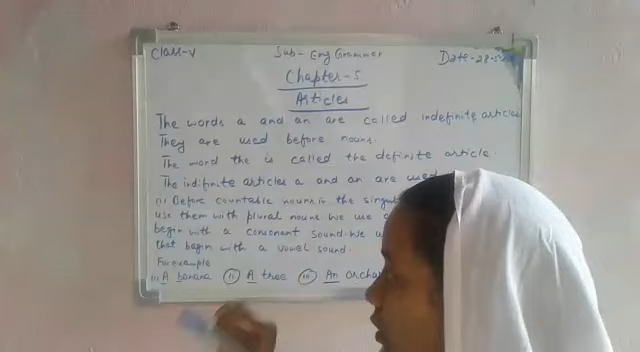 Class-V Sub- Eng Grammar Date-28-5
Chapter-5
Articles
The words a and an are called indefinite articles
They are used before nouns.
The word the is called the definite article.
The indifinite articles a and an are used
(i) Before countable nouns in the
use them with plural nouns. We use
begin with a consonant sound. We
that begin with a vowel sound.
For example
(i) A banana (ii) A tree (iii) An